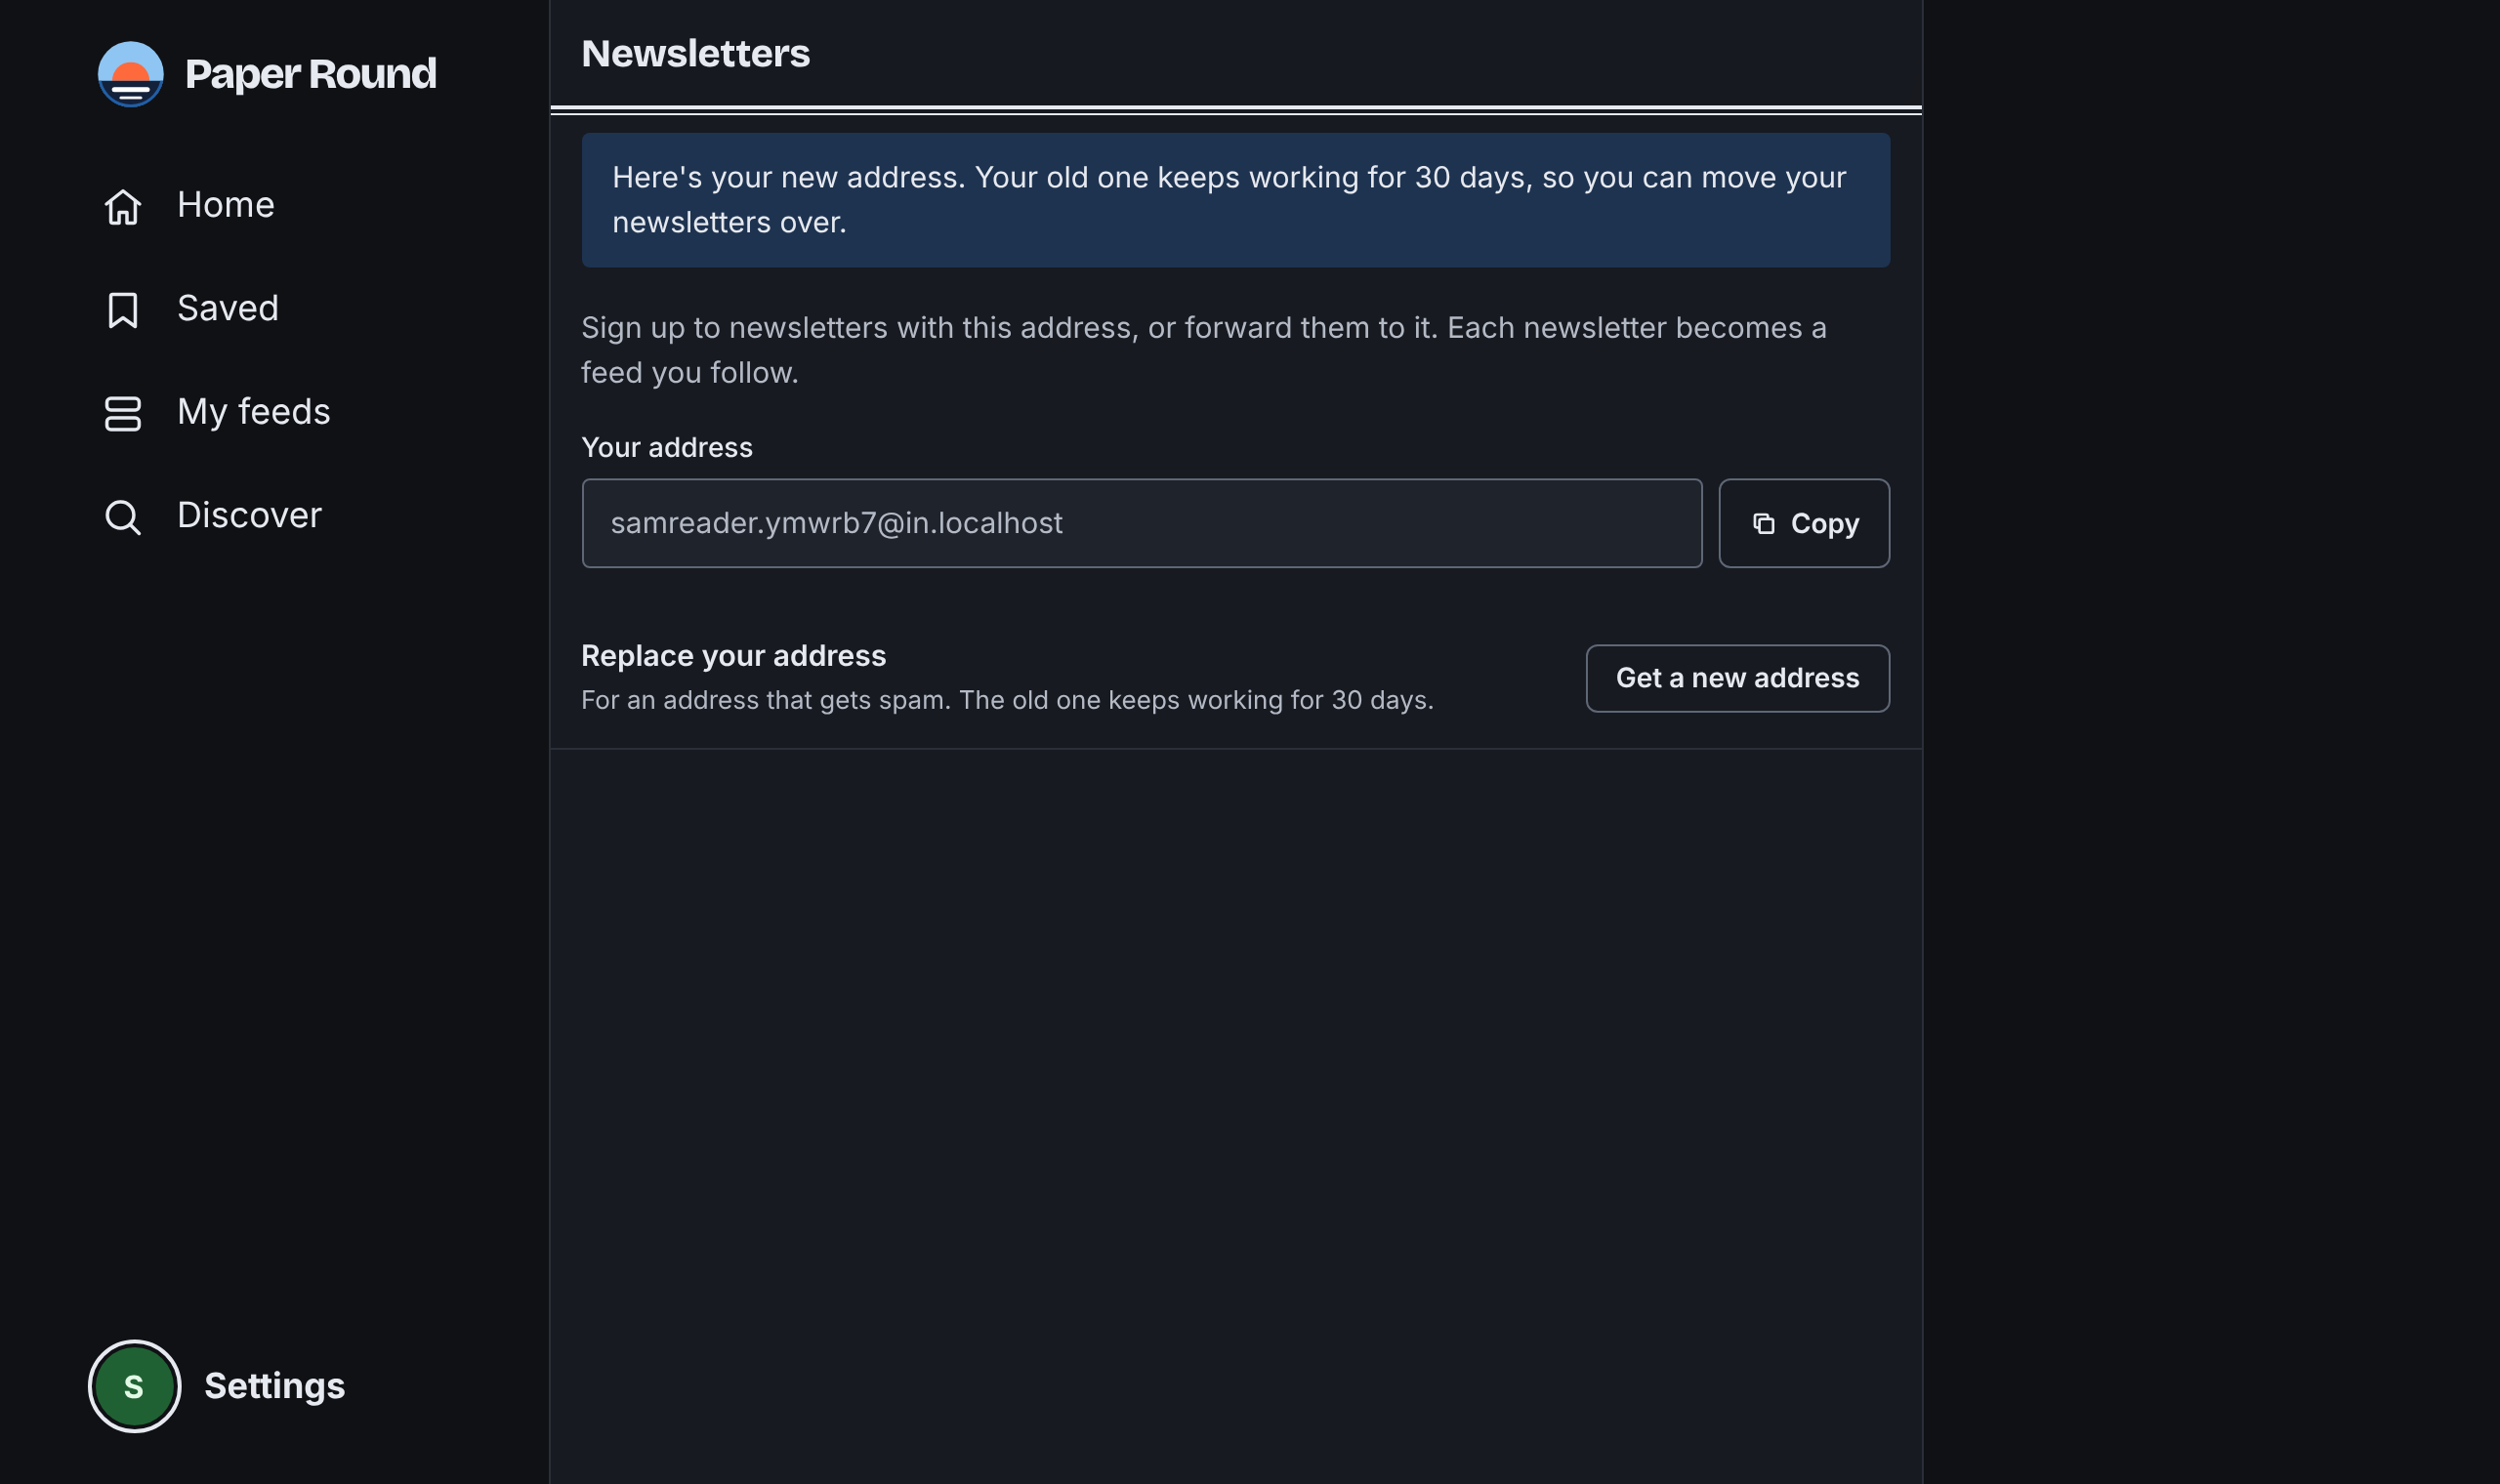 Paper Round
Home
Saved
My feeds
Discover
S
Settings
Newsletters
Here's your new address. Your old one keeps working for 30 days, so you can move your
newsletters over.
Sign up to newsletters with this address, or forward them to it. Each newsletter becomes a
feed you follow.
Your address
samreader.ymwrb7@in.localhost
Copy
Replace your address
For an address that gets spam. The old one keeps working for 30 days.
Get a new address